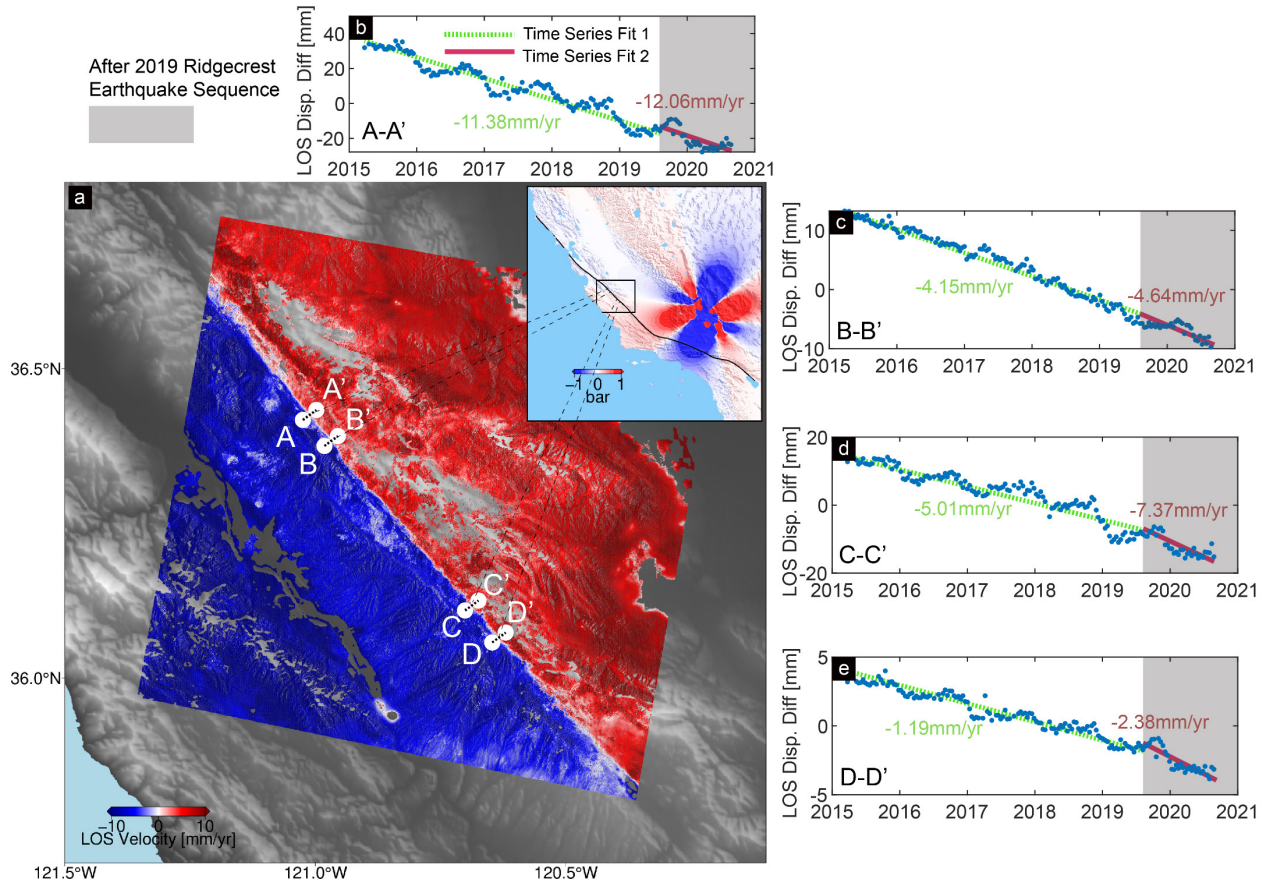 After 2019 Ridgecrest
Earthquake Sequence
b
LOS Disp. Diff [mm]
40
20
0
-20
Time Series Fit 1
Time Series Fit 2
-12.06mm/yr
-11.38mm/yr
A-A’
2015 2016 2017 2018 2019 2020 2021
a
36.5°N
36.0°N
121.5°W 121.0°W 120.5°W
A’
A
B’
B
C’
C
D’
D
−1 0 1
bar
−10 0 10
LOS Velocity [mm/yr]
c
LOS Disp. Diff [mm]
10
0
-10
-4.15mm/yr
-4.64mm/yr
B-B’
2015 2016 2017 2018 2019 2020 2021
d
LOS Disp. Diff [mm]
20
0
-20
-7.37mm/yr
-5.01mm/yr
C-C’
2015 2016 2017 2018 2019 2020 2021
e
LOS Disp. Diff [mm]
5
0
-5
-2.38mm/yr
-1.19mm/yr
D-D’
2015 2016 2017 2018 2019 2020 2021